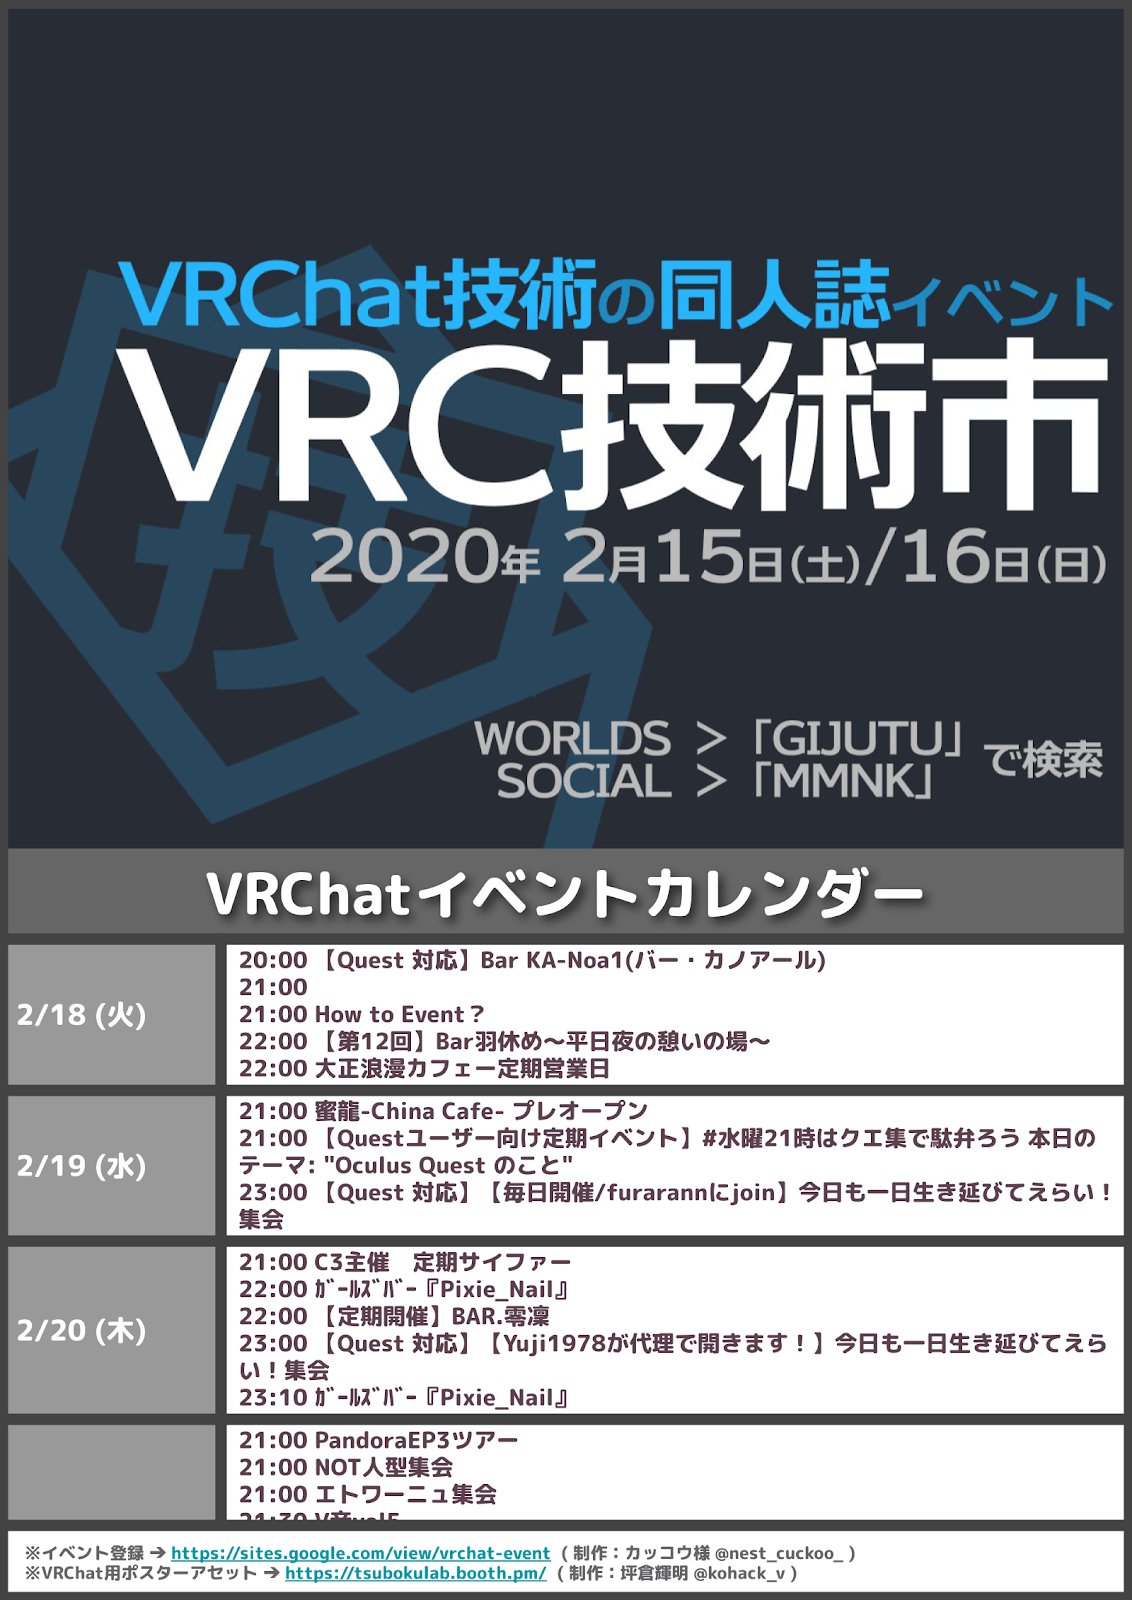 VRChat技術の同人誌イベント
VRC技術市
2020年 2月15日(土)/16日(日)
WORLDS >「GIJUTU」
SOCIAL >「MMNK」
で検索
VRChatイベントカレンダー
2/18 (火)
20:00 【Quest 対応】Bar KA-Noa1(バー・カノアール)
21:00
21:00 How to Event？
22:00 【第12回】Bar羽休め〜平日夜の憩いの場〜
22:00 大正浪漫カフェー定期営業日
2/19 (水)
21:00 蜜龍-China Cafe- プレオープン
21:00 【Questユーザー向け定期イベント】#水曜21時はクエ集で駄弁ろう 本日の
テーマ: "Oculus Quest のこと"
23:00 【Quest 対応】【毎日開催/furarannにjoin】今日も一日生き延びてえらい！
集会
2/20 (木)
21:00 C3主催　定期サイファー
22:00 ｶﾞｰﾙｽﾞﾊﾞｰ『Pixie_Nail』
22:00 【定期開催】BAR.零凜
23:00 【Quest 対応】【Yuji1978が代理で開きます！】今日も一日生き延びてえら
い！集会
23:10 ｶﾞｰﾙｽﾞﾊﾞｰ『Pixie_Nail』
21:00 PandoraEP3ツアー
21:00 NOT人型集会
21:00 エトワーニュ集会
21:30 V音vol5
※イベント登録 ➔ https://sites.google.com/view/vrchat-event ( 制作：カッコウ様 @nest_cuckoo_ )
※VRChat用ポスターアセット ➔ https://tsubokulab.booth.pm/ ( 制作：坪倉輝明 @kohack_v )